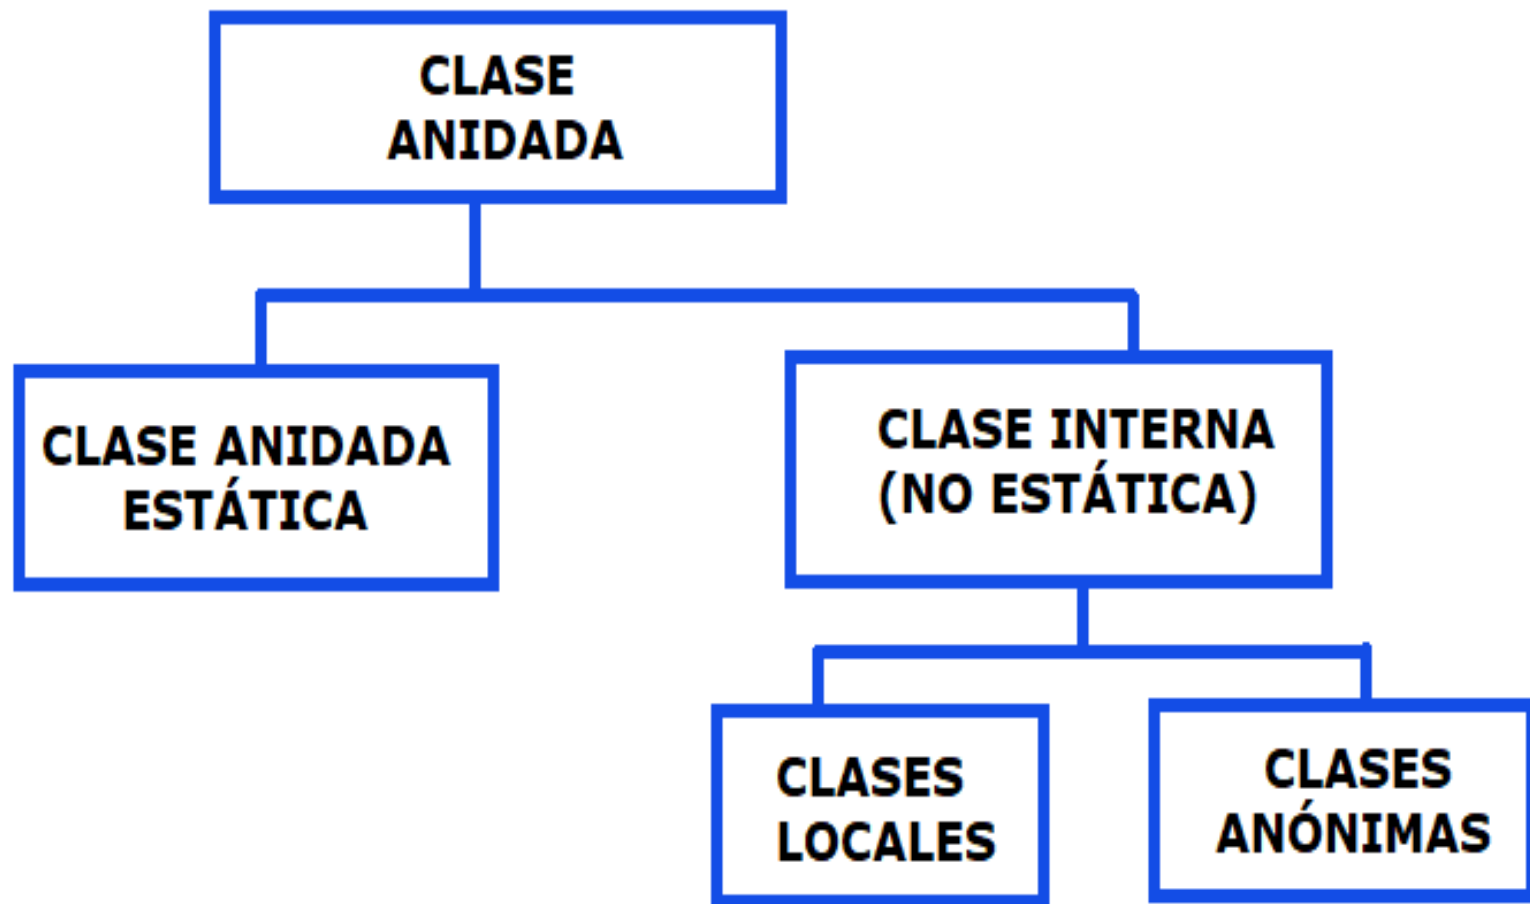 CLASE
ANIDADA
CLASE ANIDADA
ESTÁTICA
CLASE INTERNA
(NO ESTÁTICA)
CLASES
LOCALES
CLASES
ANÓNIMAS